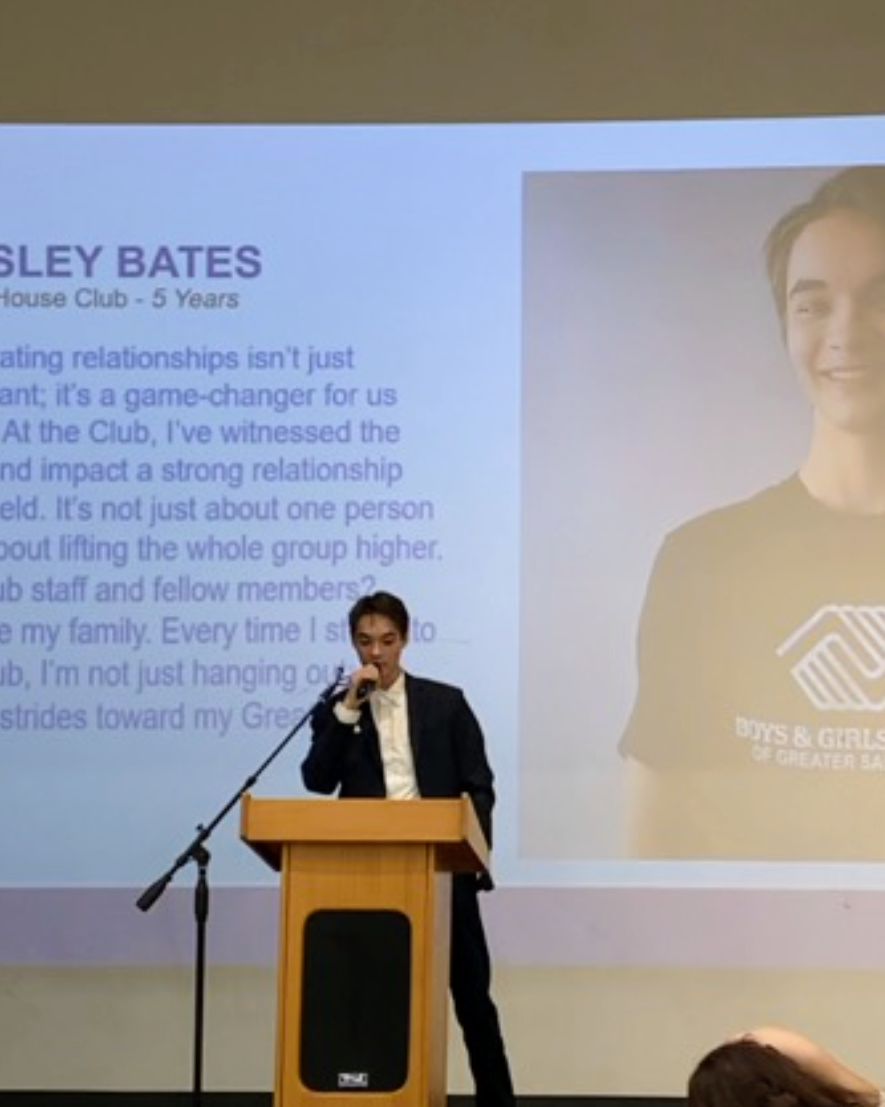 SLEY BATES
House Club - 5 Years
ating relationships isn't just
ant; it's a game-changer for us
At the Club, I've witnessed the
nd impact a strong relationship
eld. It's not just about one person
bout lifting the whole group higher.
ub staff and fellow members?
e my family. Every time I st to
ub, I'm not just hanging ou
strides toward my Grea
BOYS & GIRLS
OF GREATER SA